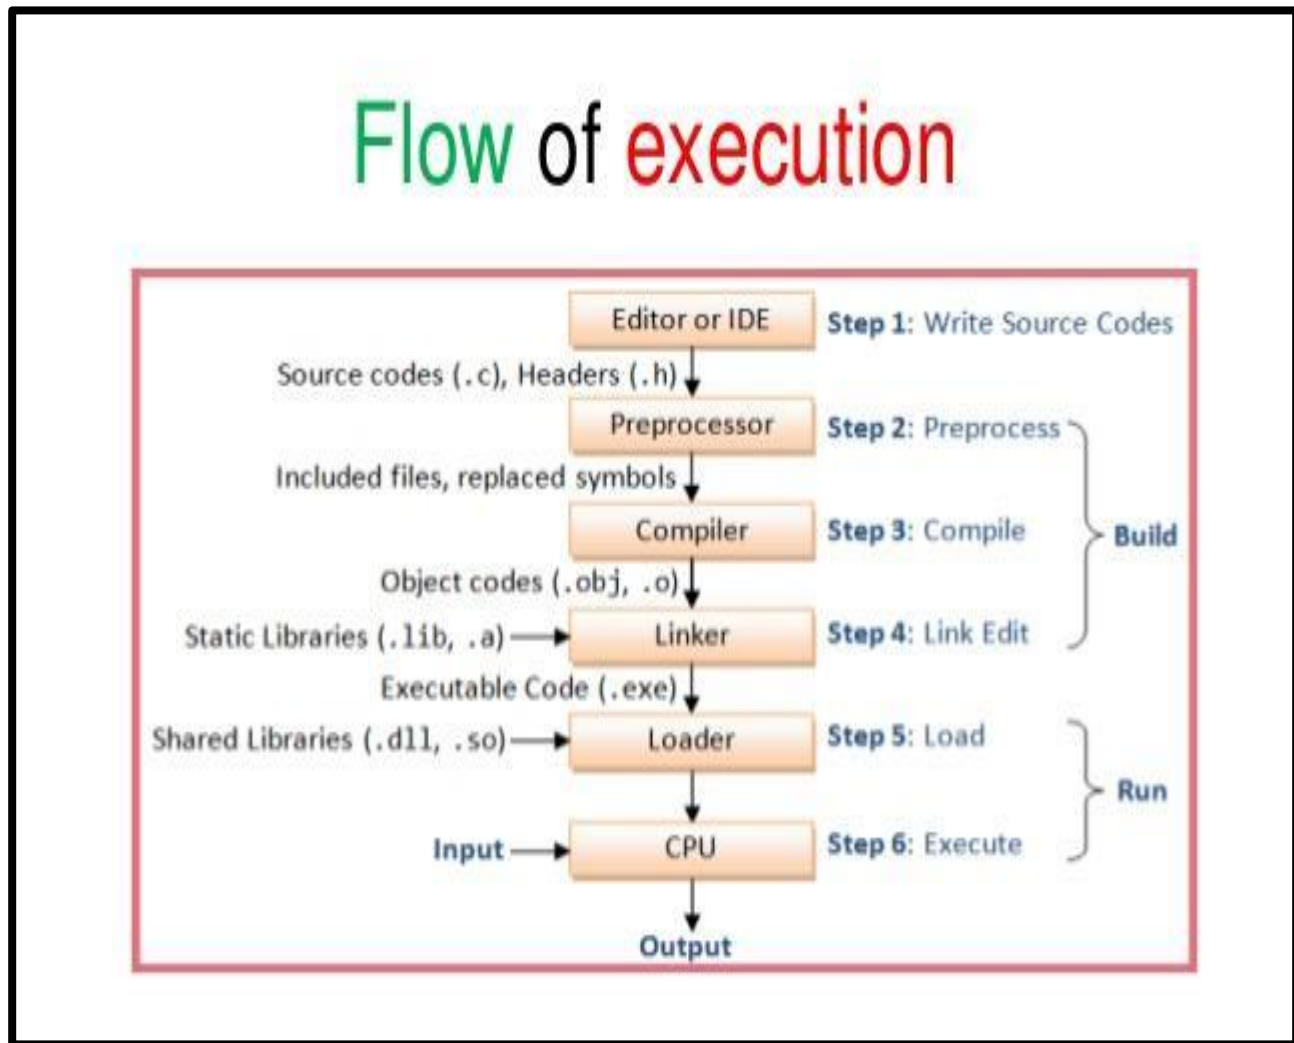 Flow of execution
Editor or IDE
Step 1: Write Source Codes
Source codes (.c), Headers (.h)
Preprocessor
Step 2: Preprocess
Included files, replaced symbols
Compiler
Step 3: Compile
Build
Object codes (.obj, .o)
Static Libraries (.lib, .a)
Linker
Step 4: Link Edit
Executable Code (.exe)
Shared Libraries (.dll, .so)
Loader
Step 5: Load
Run
Input
CPU
Step 6: Execute
Output